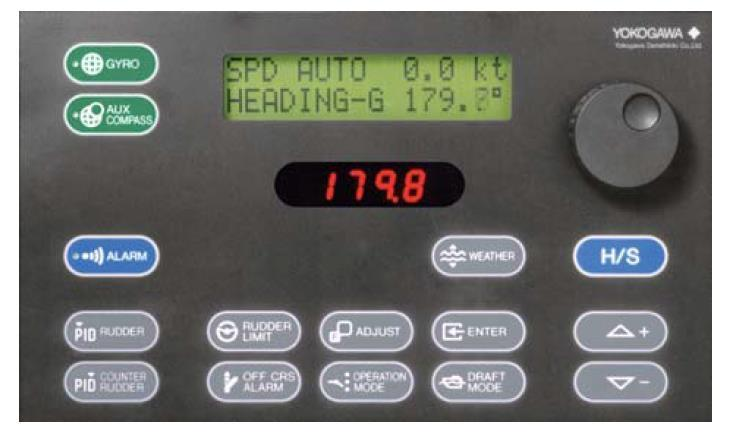 YOKOGAWA
Yokogawa Denshikiki Co.,Ltd.
GYRO
SPD AUTO 0.0 kt
HEADING-G 179.8°
AUX
COMPASS
179.8
ALARM
WEATHER
H/S
PID RUDDER
RUDDER
LIMIT
ADJUST
ENTER
+
PID COUNTER
RUDDER
OFF CRS
ALARM
OPERATION
MODE
DRAFT
MODE
-